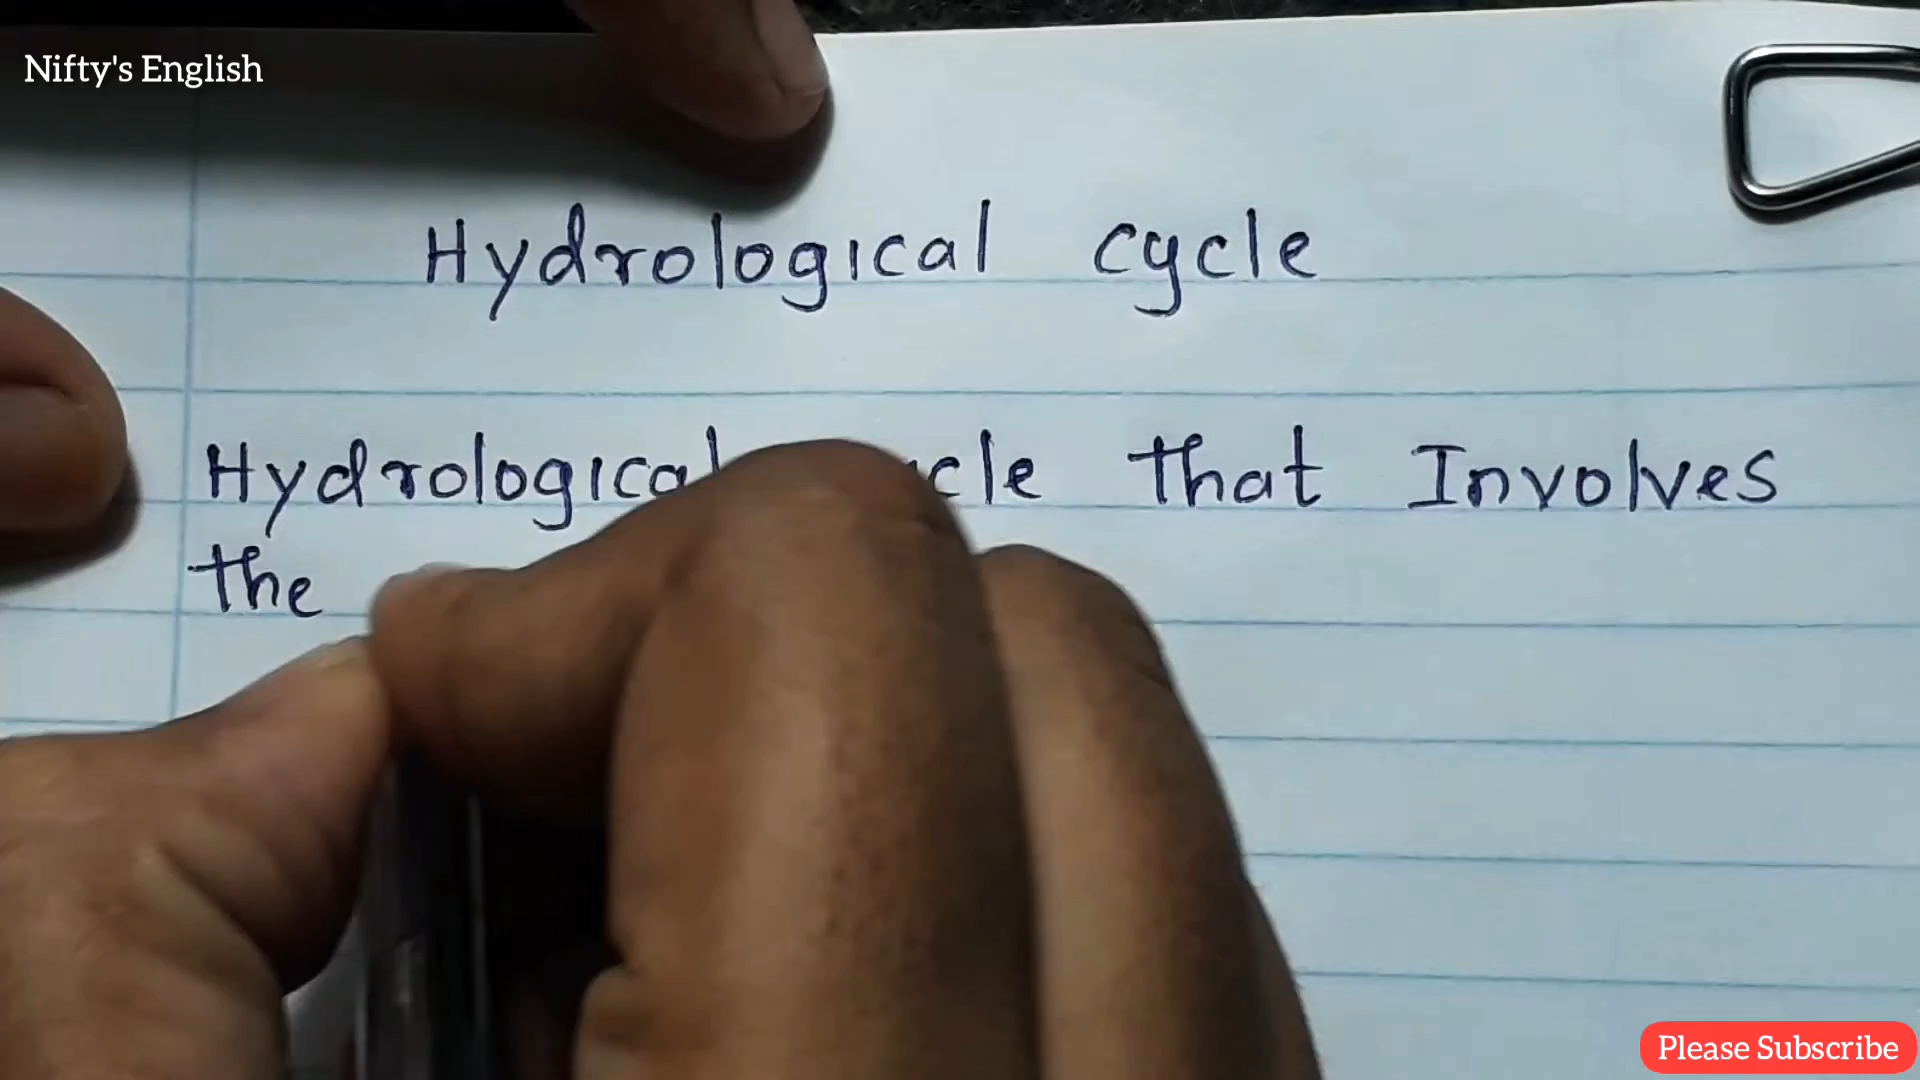 Nifty's English
Hydrological cycle
Hydrological cle that Involves
the
Please Subscribe